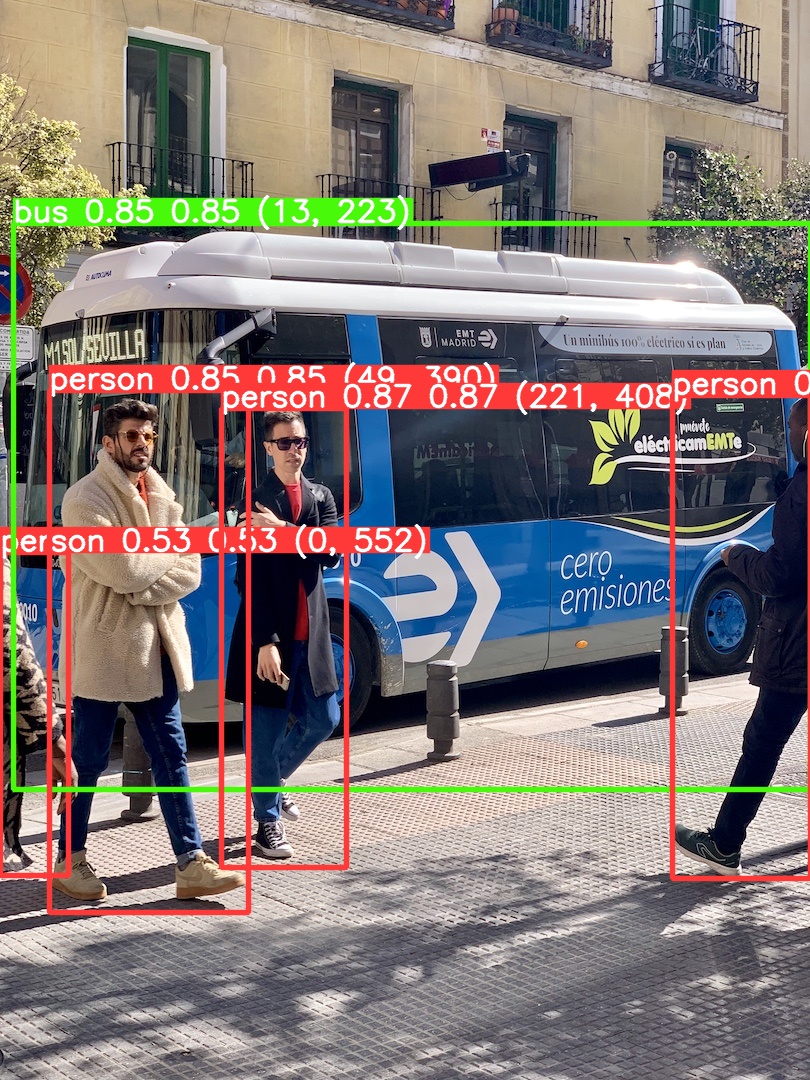 bus 0.85 0.85 (13, 223)
M1 SOL/SEVILLA
EMT
MADRID
Un minibús 100% eléctrico sí es plan
person 0.85 0.85 (49, 390)
person 0.87 0.87 (221, 408)
person 0
muévete
eléctricamEMTe
person 0.53 0.53 (0, 552)
0
cero
emisiones